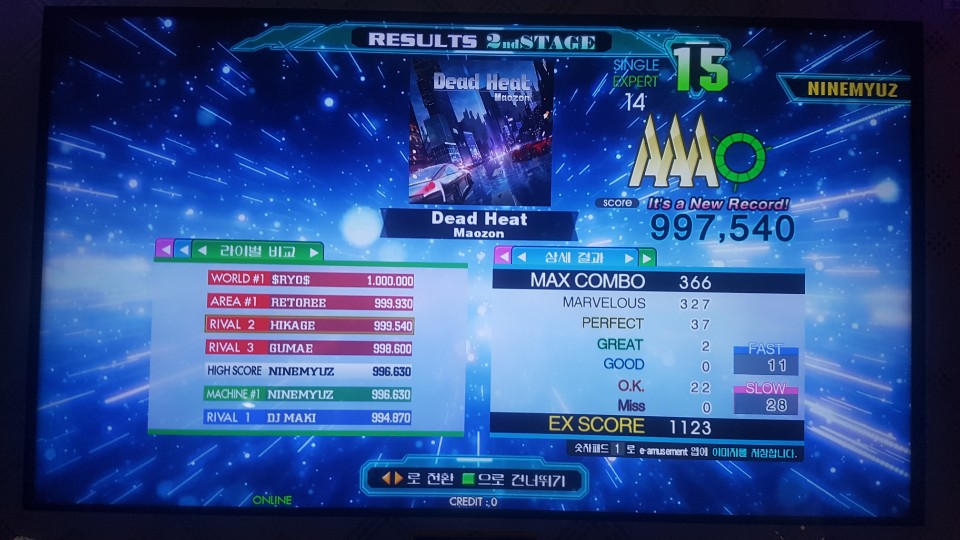 RESULTS 2ndSTAGE
SINGLE
EXPERT
14
15
NINEMYUZ
Dead Heat
Maozon
AAA
score It's a New Record!
997,540
Dead Heat
Maozon
라이벌 비교
WORLD #1 $RYO$ 1.000.000
AREA #1 RETOREE 999.930
RIVAL 2 HIKAGE 999.540
RIVAL 3 GUMAE 998.600
HIGH SCORE NINEMYUZ 996.630
MACHINE #1 NINEMYUZ 996.630
RIVAL 1 DJ MAKI 994.870
상세 결과
MAX COMBO 366
MARVELOUS 327
PERFECT 37
GREAT 2
GOOD 0
O.K. 22
Miss 0
EX SCORE 1123
FAST
11
SLOW
28
숫자패드 1 로 e-amusement 앱에 이미지를 저장합니다.
로 전환 으로 건너뛰기
ONLINE
CREDIT : 0